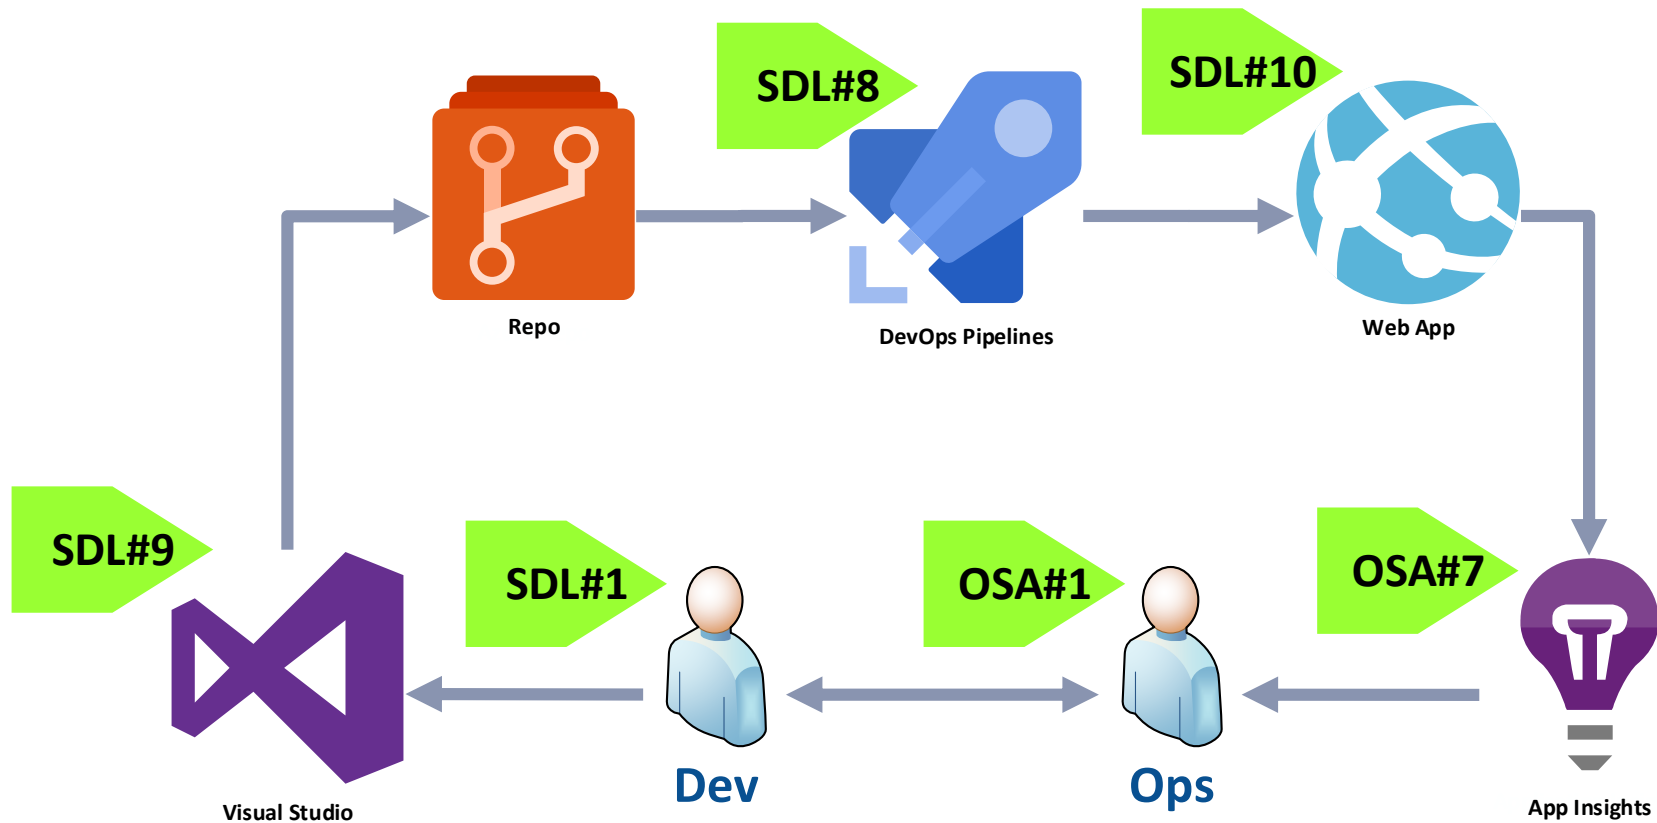 SDL#8
SDL#10
Repo
DevOps Pipelines
Web App
SDL#9
SDL#1
OSA#1
OSA#7
Dev
Ops
Visual Studio
App Insights